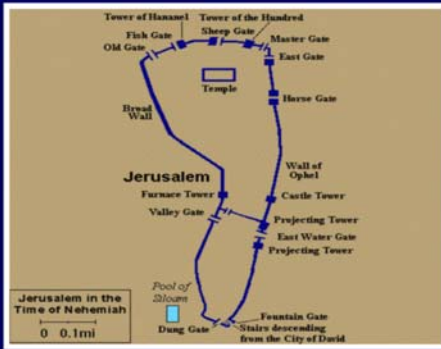 Tower of Hananel
Tower of the Hundred
Fish Gate
Sheep Gate
Master Gate
Old Gate
East Gate
Temple
Horse Gate
Broad
Wall
Wall of
Ophel
Jerusalem
Furnace Tower
Castle Tower
Valley Gate
Projecting Tower
East Water Gate
Projecting Tower
Pool of
Siloam
Jerusalem in the
Time of Nehemiah
0 0.1mi
Fountain Gate
Dung Gate
Stairs descending
from the City of David